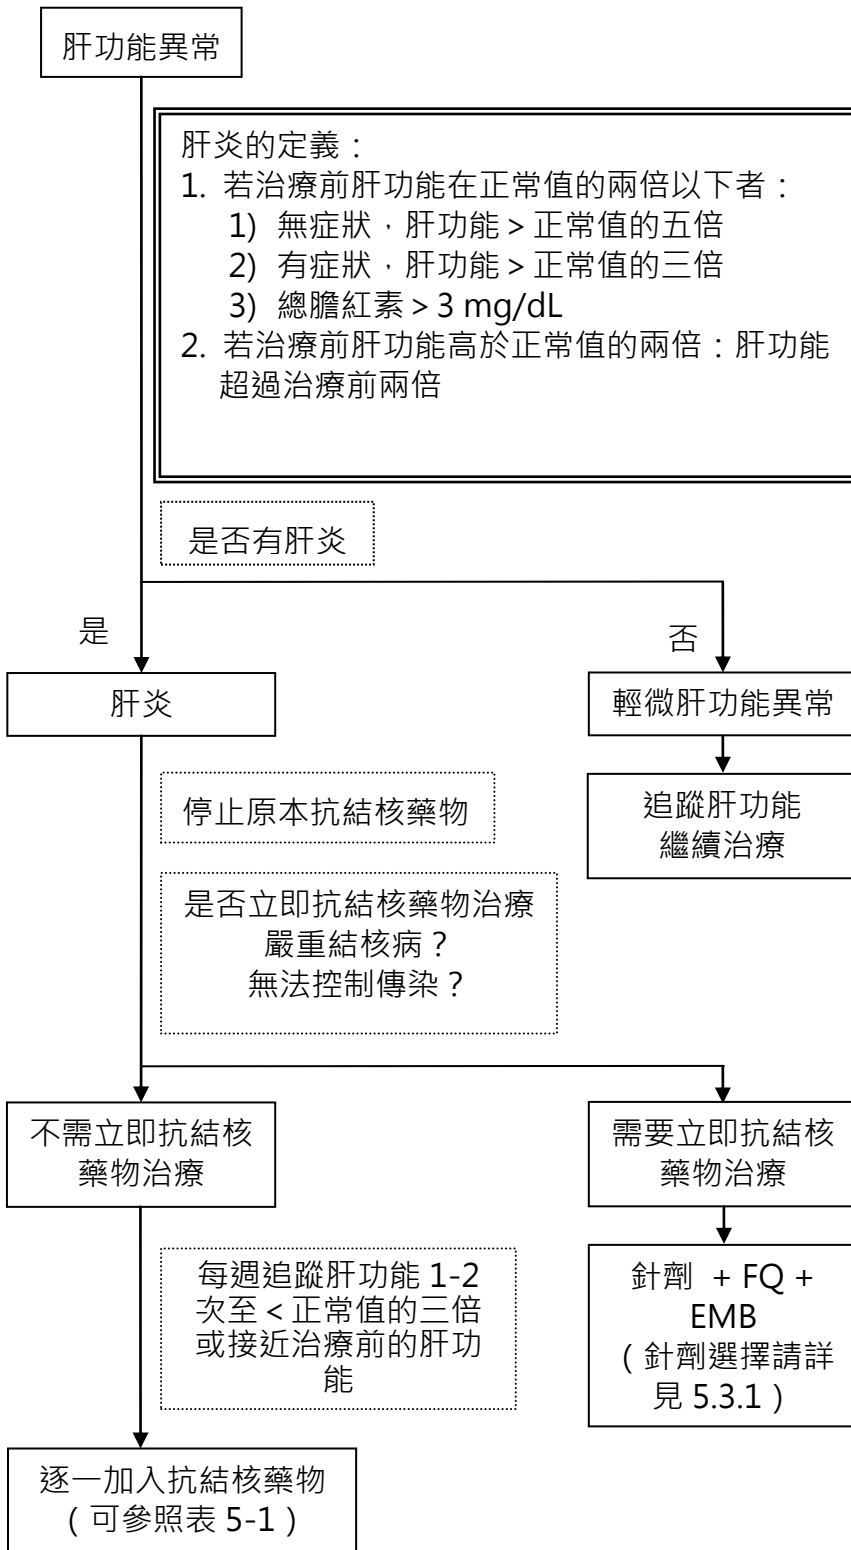 肝功能異常
肝炎的定義：
1. 若治療前肝功能在正常值的兩倍以下者：
1) 無症狀，肝功能 > 正常值的五倍
2) 有症狀，肝功能 > 正常值的三倍
3) 總膽紅素 > 3 mg/dL
2. 若治療前肝功能高於正常值的兩倍：肝功能
超過治療前兩倍
是否有肝炎
是
否
肝炎
輕微肝功能異常
停止原本抗結核藥物
追蹤肝功能
繼續治療
是否立即抗結核藥物治療
嚴重結核病？
無法控制傳染？
不需立即抗結核
藥物治療
需要立即抗結核
藥物治療
每週追蹤肝功能 1-2
次至 < 正常值的三倍
或接近治療前的肝功
能
針劑 + FQ +
EMB
（針劑選擇請詳
見 5.3.1）
逐一加入抗結核藥物
（可參照表 5-1）